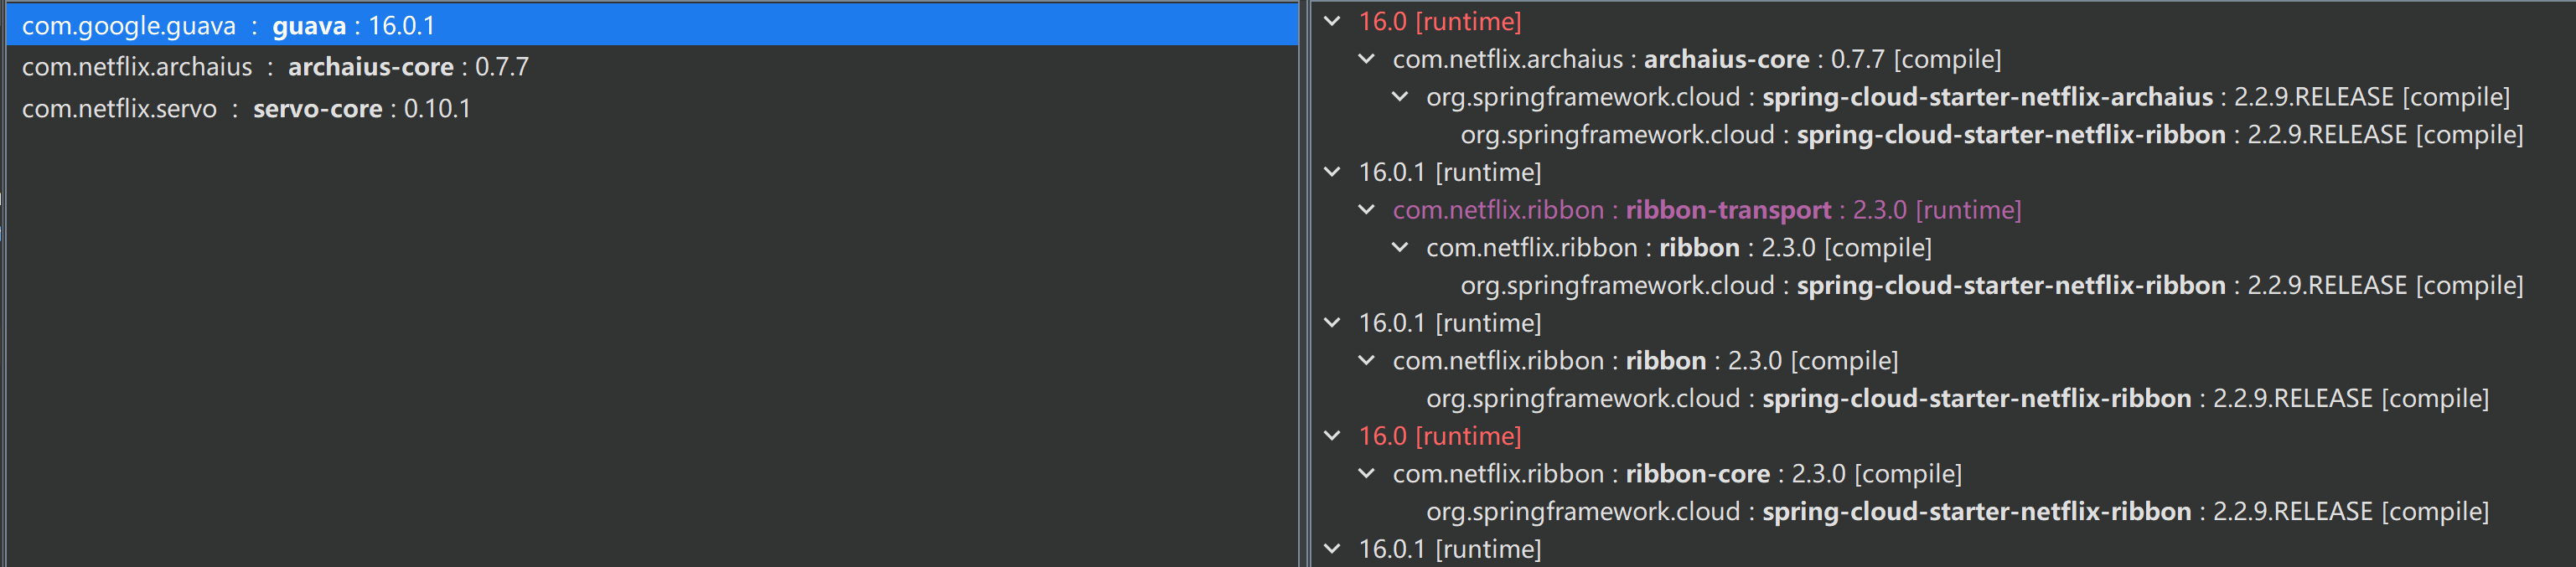 com.google.guava : guava : 16.0.1
com.netflix.archaius : archaius-core : 0.7.7
com.netflix.servo : servo-core : 0.10.1
16.0 [runtime]
com.netflix.archaius : archaius-core : 0.7.7 [compile]
org.springframework.cloud : spring-cloud-starter-netflix-archaius : 2.2.9.RELEASE [compile]
org.springframework.cloud : spring-cloud-starter-netflix-ribbon : 2.2.9.RELEASE [compile]
16.0.1 [runtime]
com.netflix.ribbon : ribbon-transport : 2.3.0 [runtime]
com.netflix.ribbon : ribbon : 2.3.0 [compile]
org.springframework.cloud : spring-cloud-starter-netflix-ribbon : 2.2.9.RELEASE [compile]
16.0.1 [runtime]
com.netflix.ribbon : ribbon : 2.3.0 [compile]
org.springframework.cloud : spring-cloud-starter-netflix-ribbon : 2.2.9.RELEASE [compile]
16.0 [runtime]
com.netflix.ribbon : ribbon-core : 2.3.0 [compile]
org.springframework.cloud : spring-cloud-starter-netflix-ribbon : 2.2.9.RELEASE [compile]
16.0.1 [runtime]